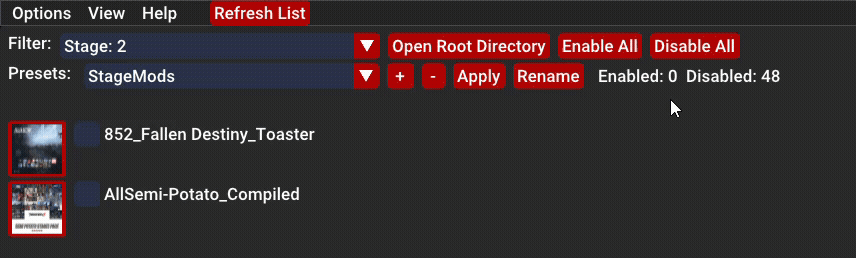 Options View Help Refresh List
Filter: Stage: 2 Open Root Directory Enable All Disable All
Presets: StageMods + - Apply Rename Enabled: 0 Disabled: 48
852_Fallen Destiny_Toaster
AllSemi-Potato_Compiled